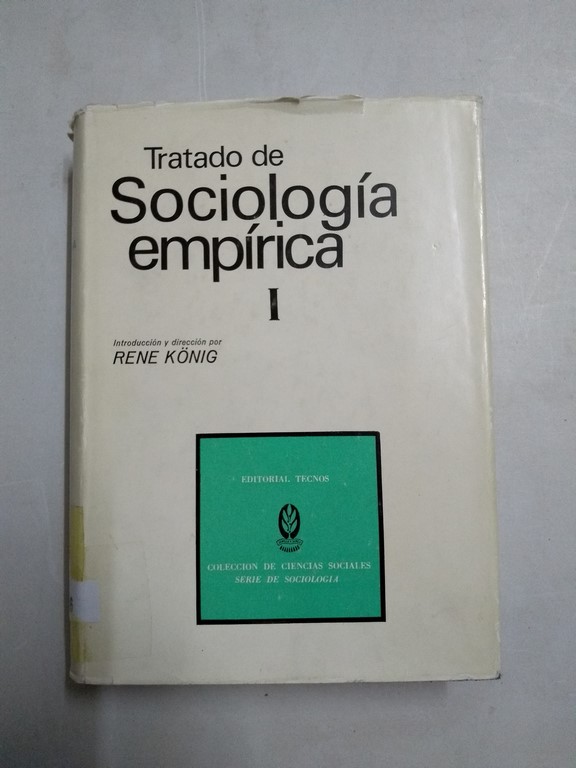 Tratado de
Sociología
empírica
I
Introducción y dirección por
RENE KÖNIG
EDITORIAL TECNOS
COLECCION DE CIENCIAS SOCIALES
SERIE DE SOCIOLOGIA